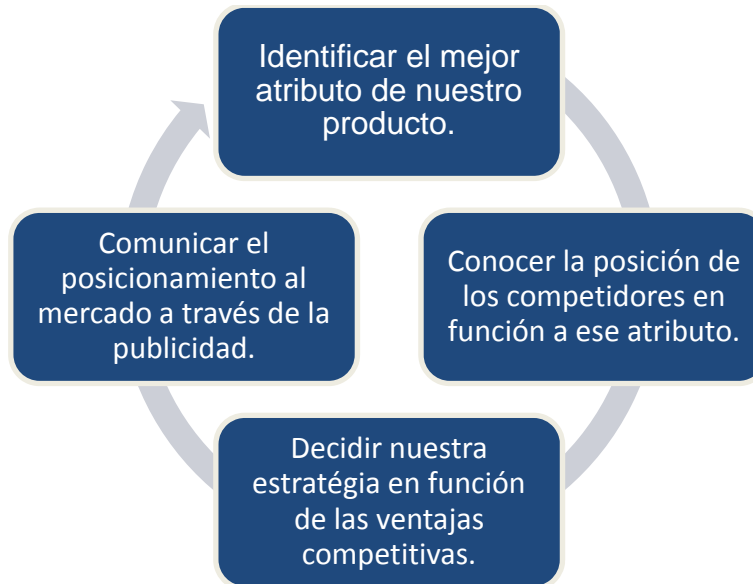 Identificar el mejor
atributo de nuestro
producto.
Conocer la posición de
los competidores en
función a ese atributo.
Decidir nuestra
estratégia en función
de las ventajas
competitivas.
Comunicar el
posicionamiento al
mercado a través de la
publicidad.